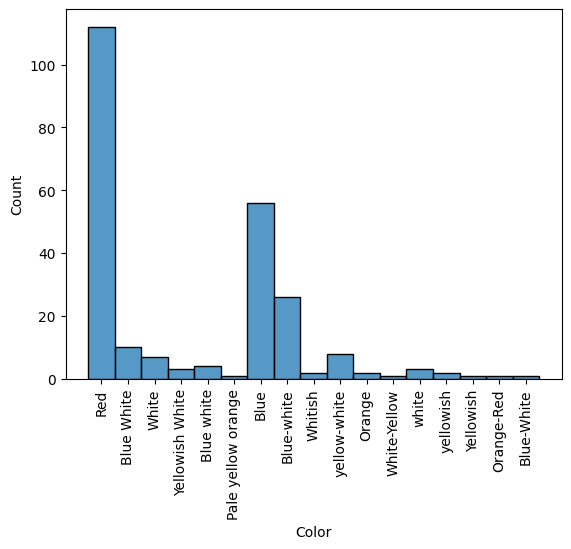 100
80
60
40
20
0
Count
Red
Blue White
White
Yellowish White
Blue white
Pale yellow orange
Blue
Blue-white
Whitish
yellow-white
Orange
White-Yellow
white
yellowish
Yellowish
Orange-Red
Blue-White
Color